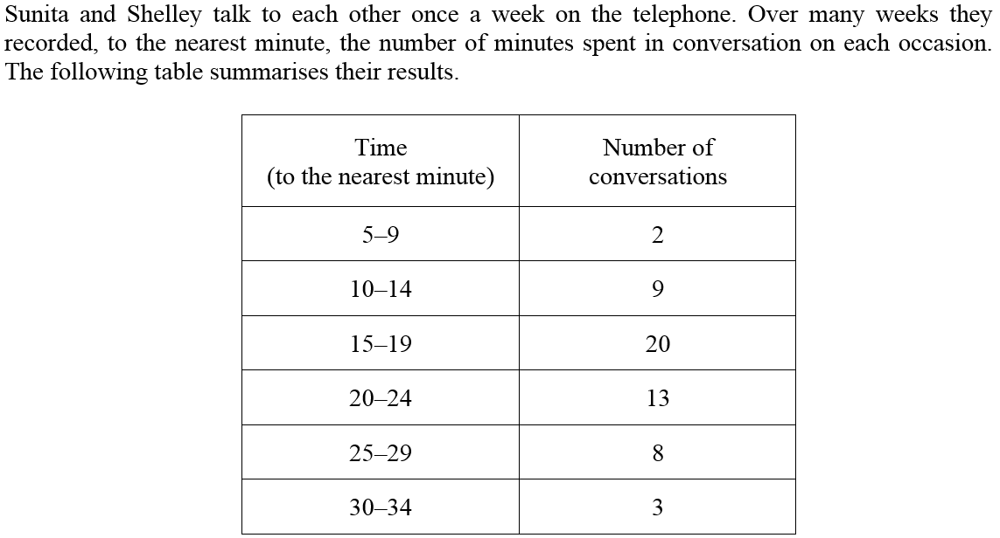 Sunita and Shelley talk to each other once a week on the telephone. Over many weeks they
recorded, to the nearest minute, the number of minutes spent in conversation on each occasion.
The following table summarises their results.
Time
(to the nearest minute)
Number of
conversations
5–9 2
10–14 9
15–19 20
20–24 13
25–29 8
30–34 3